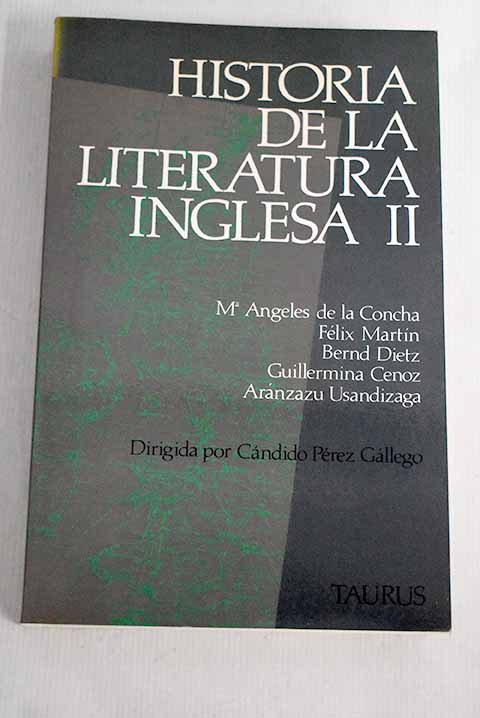 HISTORIA
DE LA
LITERATURA
INGLESA II
Mª Angeles de la Concha
Félix Martín
Bernd Dietz
Guillermina Cenoz
Aránzazu Usandizaga
Dirigida por Cándido Pérez Gállego
TAURUS